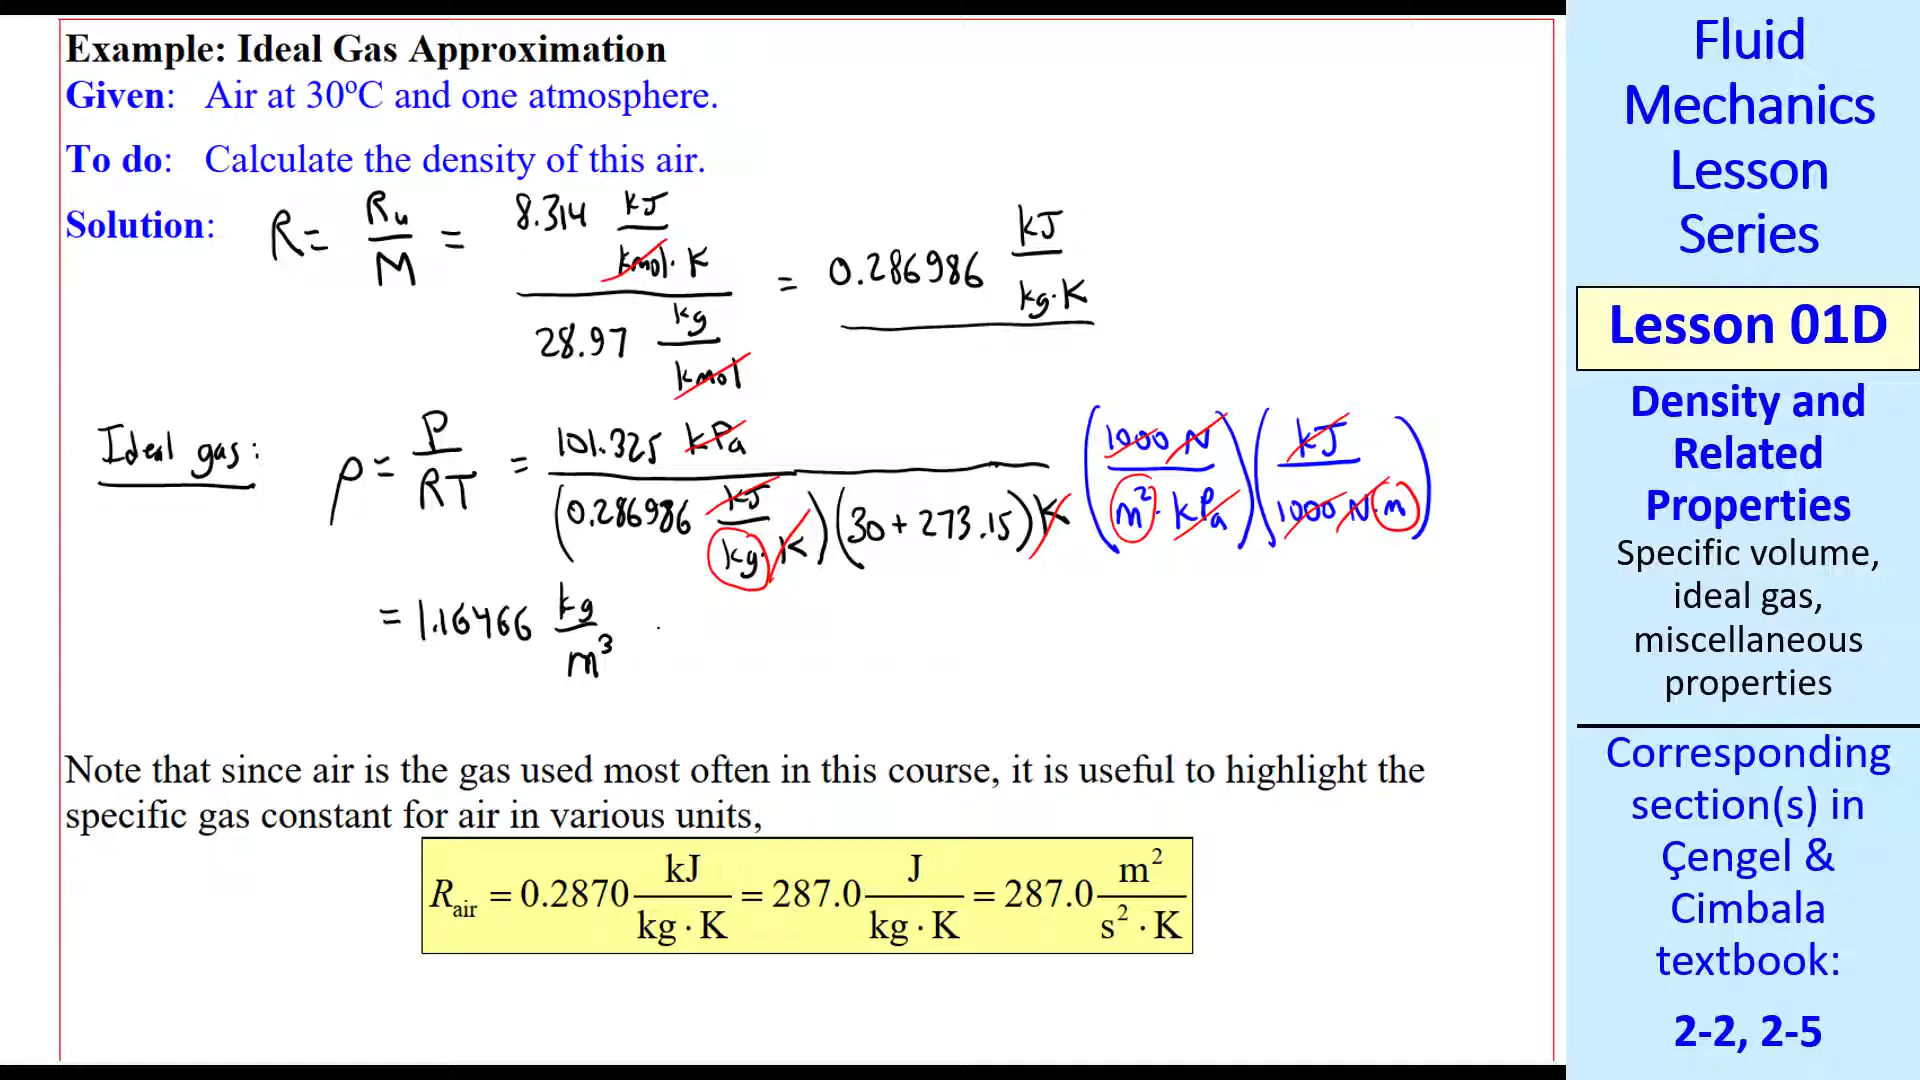 Example: Ideal Gas Approximation
Given: Air at 30ºC and one atmosphere.
To do: Calculate the density of this air.
Solution: R = Ru/M = (8.314 kJ/(kmol·K)) / (28.97 kg/kmol) = 0.286986 kJ/(kg·K)
Ideal gas: ρ = P/(RT) = 101.325 kPa / ((0.286986 kJ/(kg·K)) (30 + 273.15) K) (1000 N/(m²·kPa)) (kJ/(1000 N·m))
= 1.16466 kg/m³
Note that since air is the gas used most often in this course, it is useful to highlight the
specific gas constant for air in various units,
R_air = 0.2870 kJ/(kg·K) = 287.0 J/(kg·K) = 287.0 m²/(s²·K)
Fluid
Mechanics
Lesson
Series
Lesson 01D
Density and
Related
Properties
Specific volume,
ideal gas,
miscellaneous
properties
Corresponding
section(s) in
Çengel &
Cimbala
textbook:
2-2, 2-5